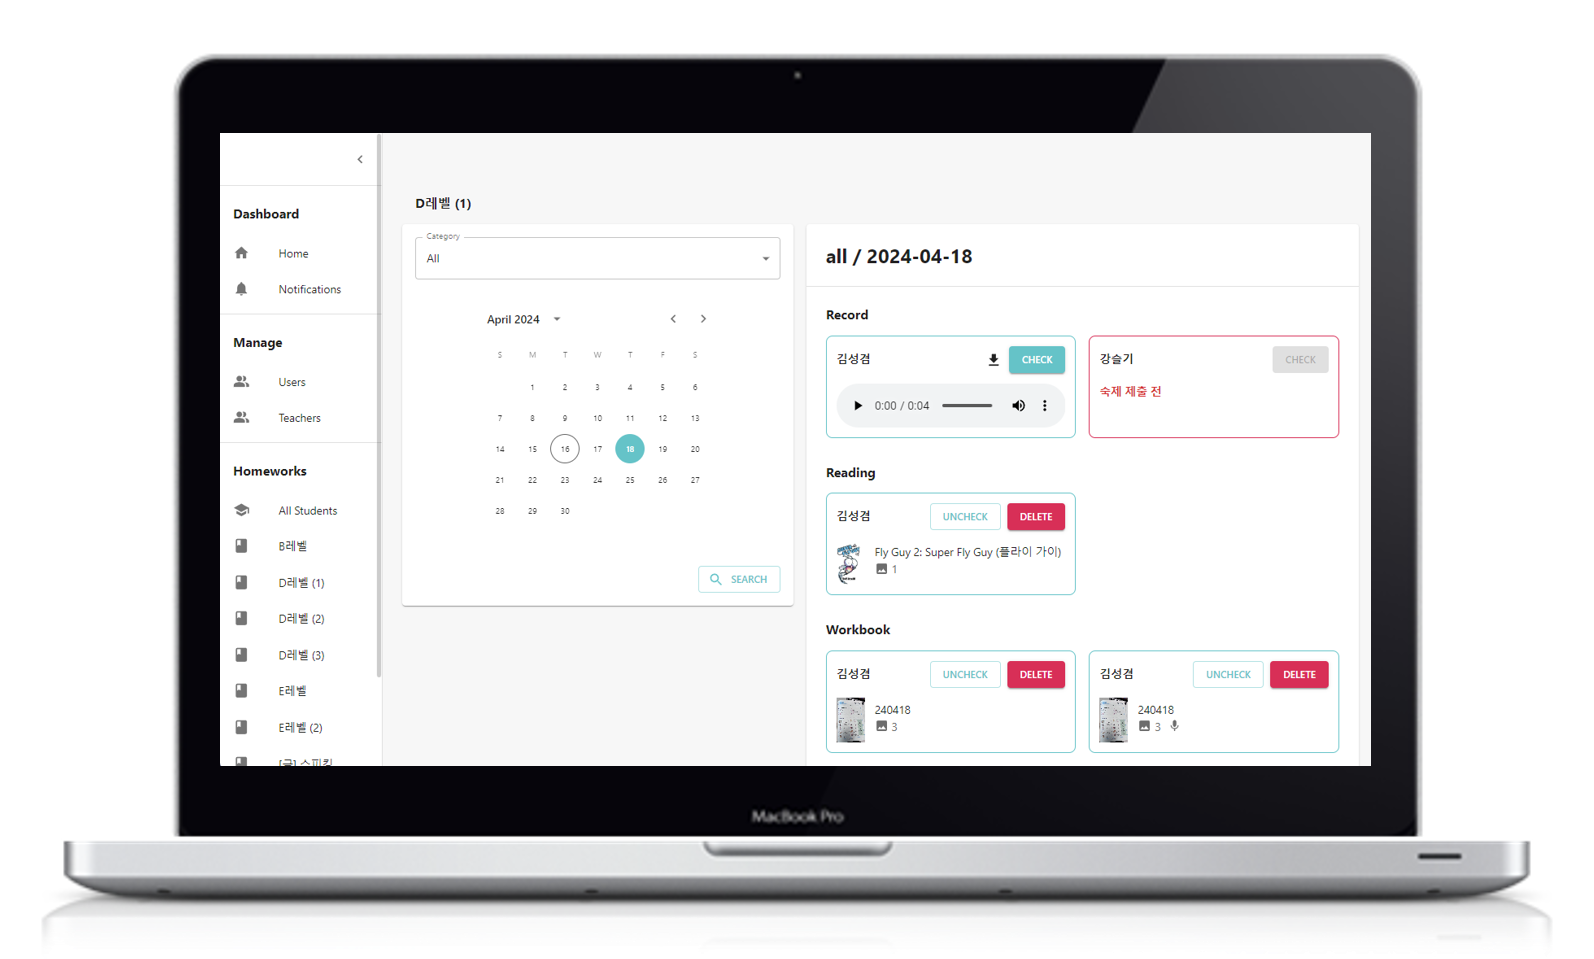 Dashboard
Home
Notifications
Manage
Users
Teachers
Homeworks
All Students
B레벨
D레벨 (1)
D레벨 (2)
D레벨 (3)
E레벨
E레벨 (2)
[글] 스피킹
D레벨 (1)
Category
All
April 2024
S M T W T F S
1 2 3 4 5 6
7 8 9 10 11 12 13
14 15 16 17 18 19 20
21 22 23 24 25 26 27
28 29 30
SEARCH
all / 2024-04-18
Record
김성겸 CHECK
0:00 / 0:04
강슬기 CHECK
숙제 제출 전
Reading
김성겸 UNCHECK DELETE
Fly Guy 2: Super Fly Guy (플라이 가이)
1
Workbook
김성겸 UNCHECK DELETE
240418
3
김성겸 UNCHECK DELETE
240418
3
MacBook Pro